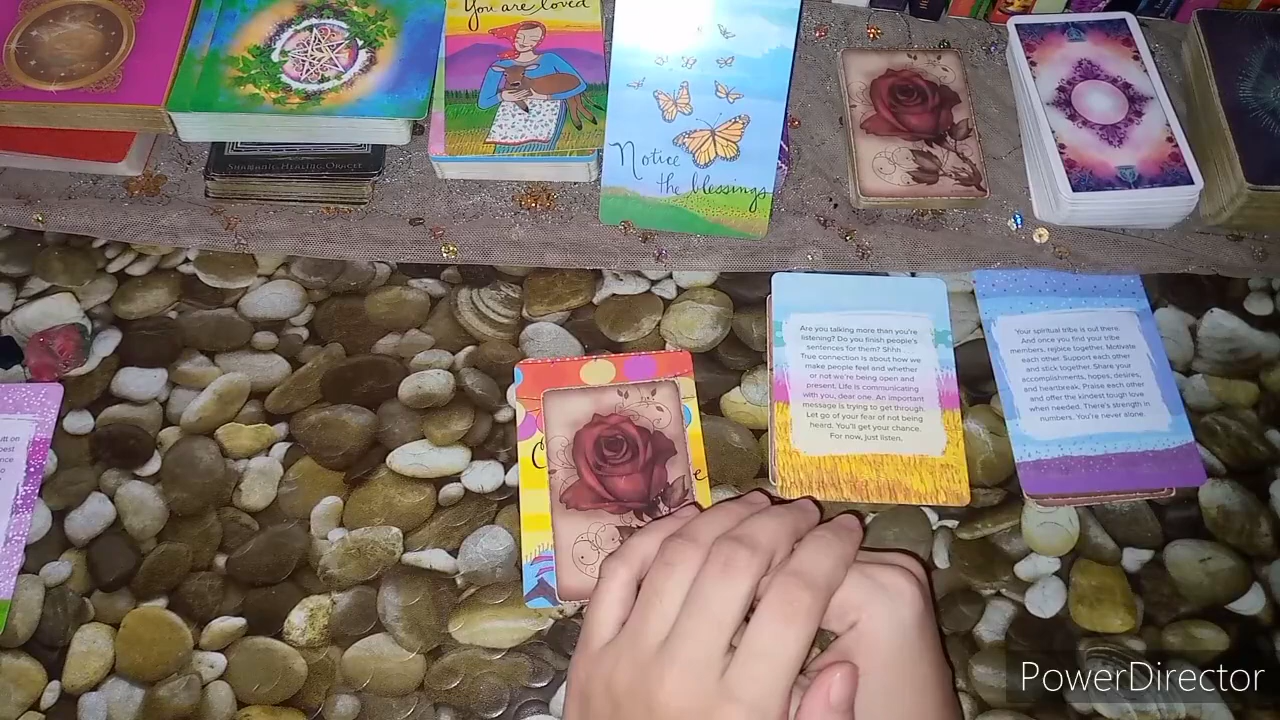 You are loved
SHAMANIC HEALING ORACLE
Notice
the blessings
Are you talking more than you're
listening? Do you finish people's
sentences for them? Shhh
True connection is about how we
make people feel and whether
or not we're being open and
present. Life is communicating
with you, dear one. An important
message is trying to get through.
Let go of your fear of not being
heard. You'll get your chance.
For now, just listen.
Your spiritual tribe is out there.
And once you find your tribe
members, rejoice together. Motivate
each other. Support each other
and stick together. Share your
accomplishments, hopes, desires,
and heartbreak. Praise each other
and offer the kindest tough love
when needed. There's strength in
numbers. You're never alone.
PowerDirector